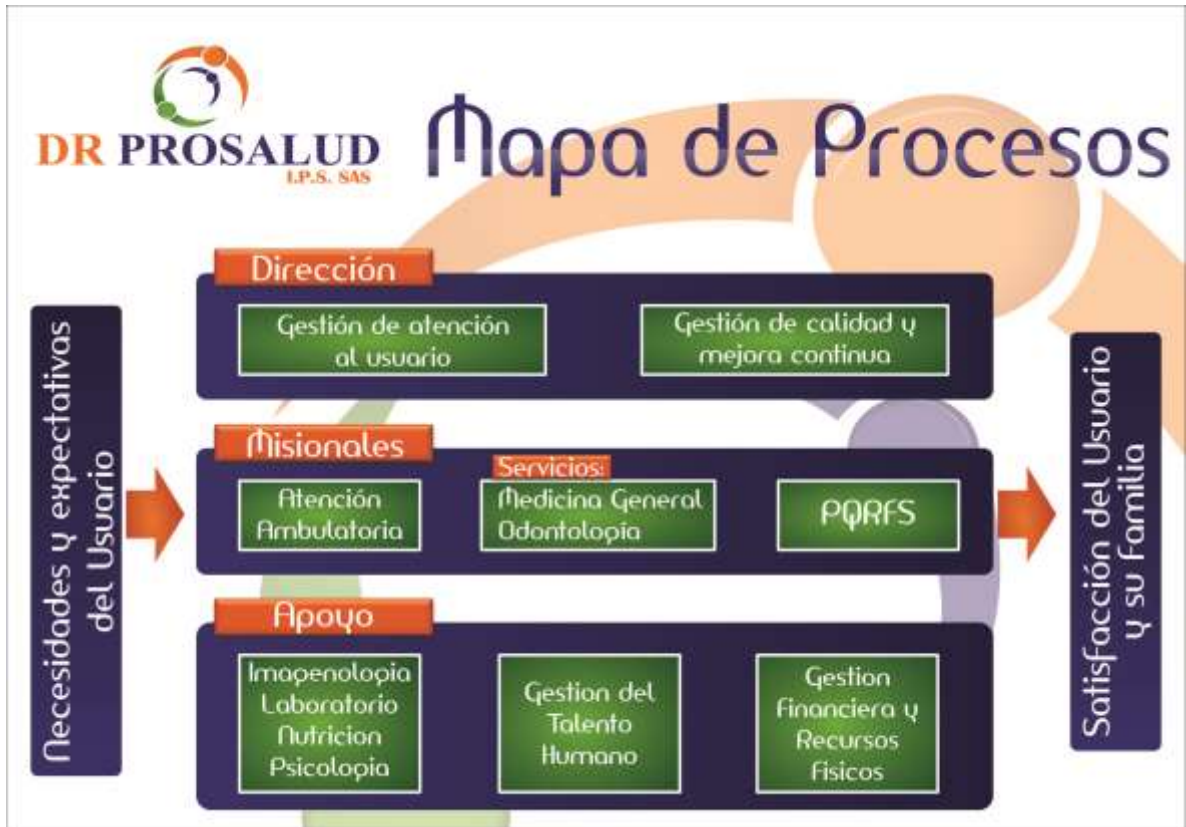 DR PROSALUD
I.P.S. SAS
Mapa de Procesos
Necesidades y expectativas
del Usuario
Dirección
Gestión de atención
al usuario
Gestión de calidad y
mejora continua
Misionales
Atención
Ambulatoria
Servicios:
Medicina General
Odontología
PQRFS
Apoyo
Imagenologia
Laboratorio
Nutricion
Psicologia
Gestion del
Talento
Humano
Gestion
Financiera y
Recursos
Fisicos
Satisfacción del Usuario
y su Familia